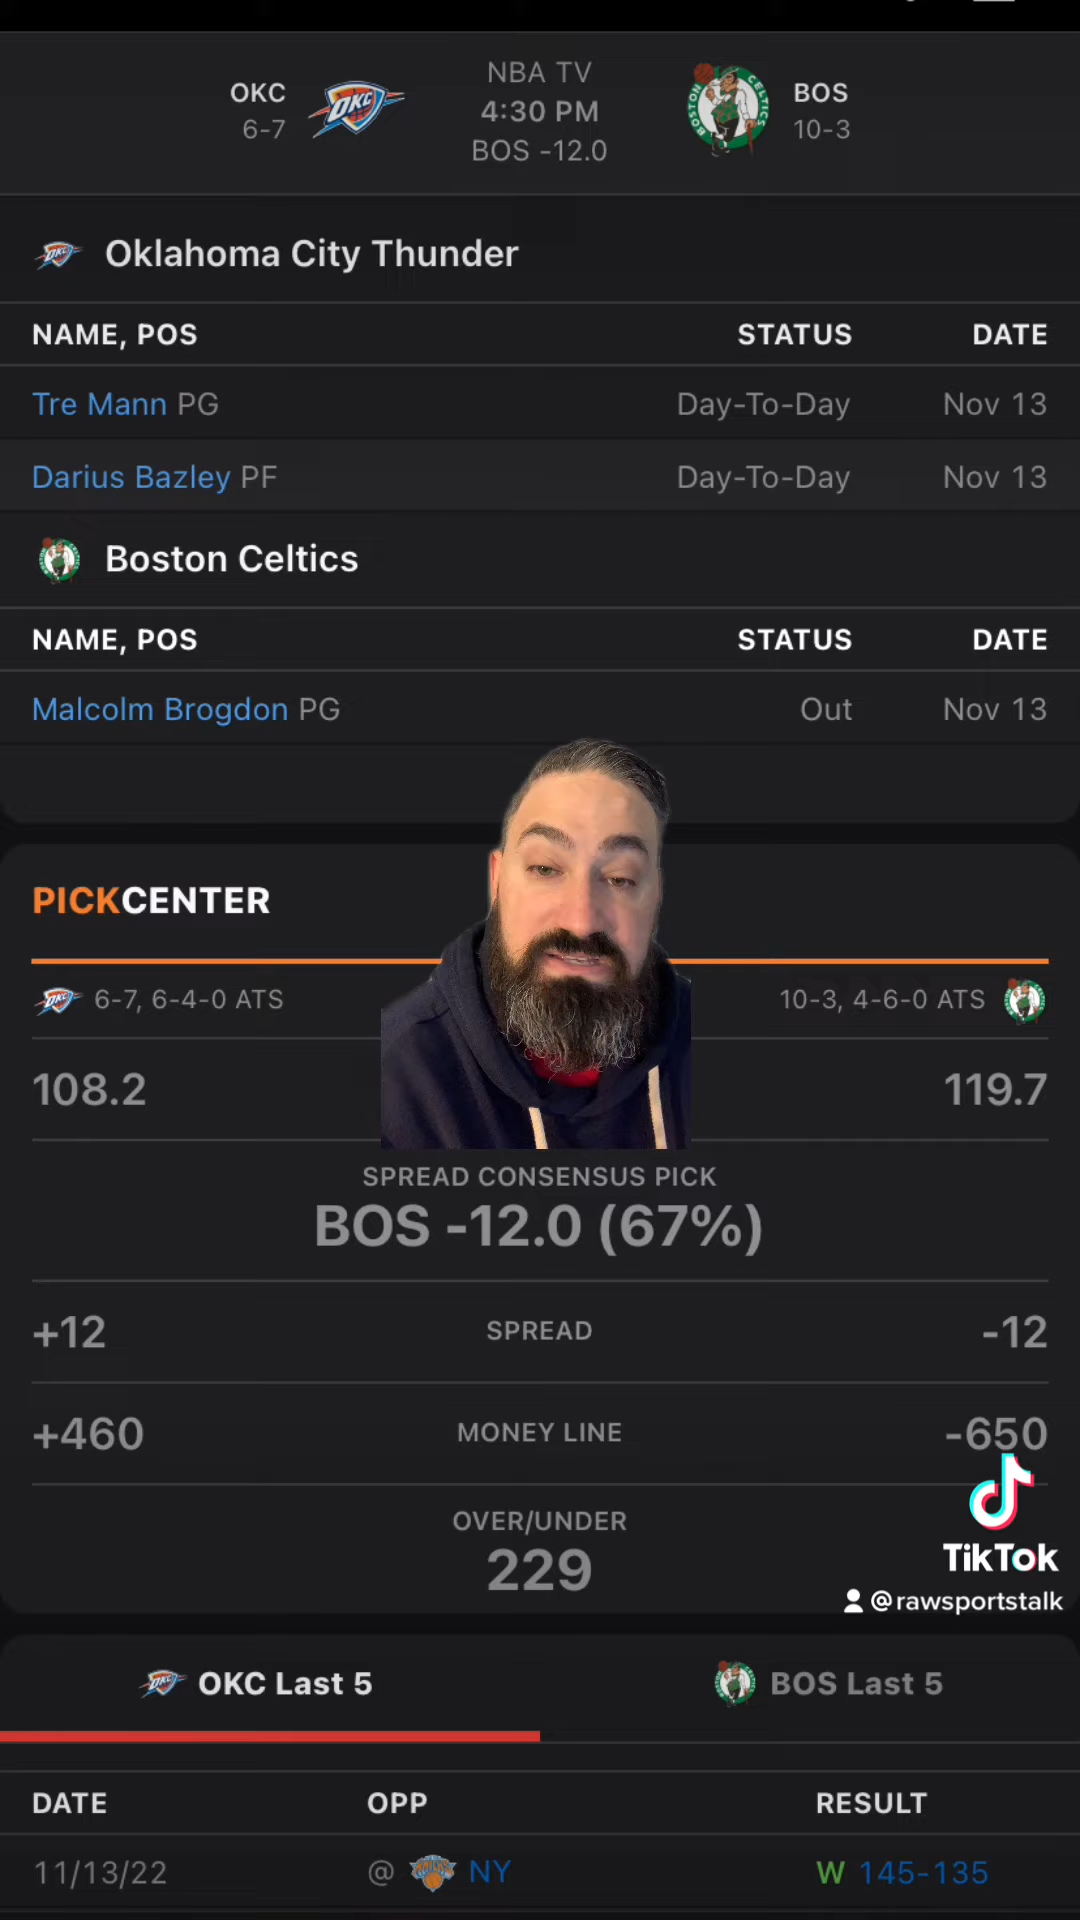 NBA TV
OKC
4:30 PM
BOS
6-7
10-3
BOS -12.0
Oklahoma City Thunder
NAME, POS STATUS DATE
Tre Mann PG Day-To-Day Nov 13
Darius Bazley PF Day-To-Day Nov 13
Boston Celtics
NAME, POS STATUS DATE
Malcolm Brogdon PG Out Nov 13
PICKCENTER
6-7, 6-4-0 ATS 10-3, 4-6-0 ATS
108.2 119.7
SPREAD CONSENSUS PICK
BOS -12.0 (67%)
+12 SPREAD -12
+460 MONEY LINE -650
OVER/UNDER
229
TikTok
@rawsportstalk
OKC Last 5 BOS Last 5
DATE OPP RESULT
11/13/22 @ NY W 145-135